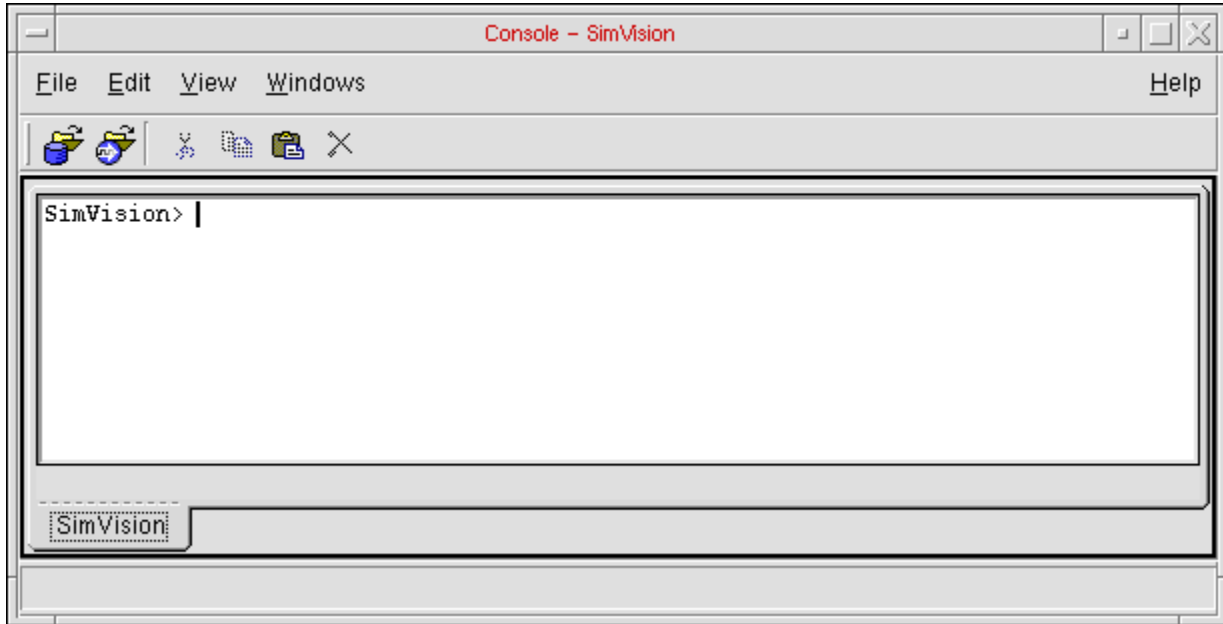 Console – SimVision
File Edit View Windows Help
SimVision>
SimVision